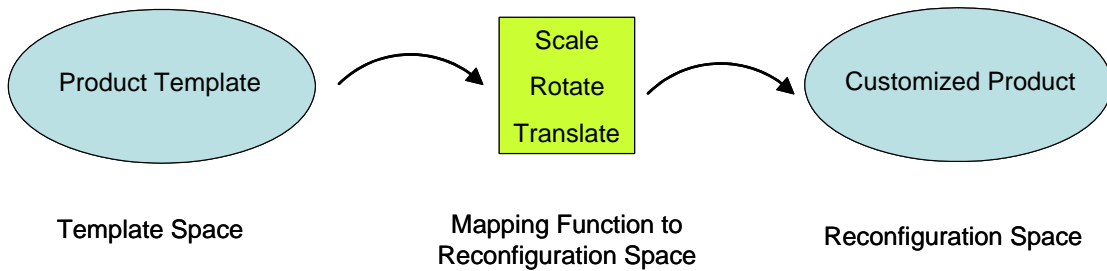 Product Template
Scale
Rotate
Translate
Customized Product
Template Space
Mapping Function to
Reconfiguration Space
Reconfiguration Space